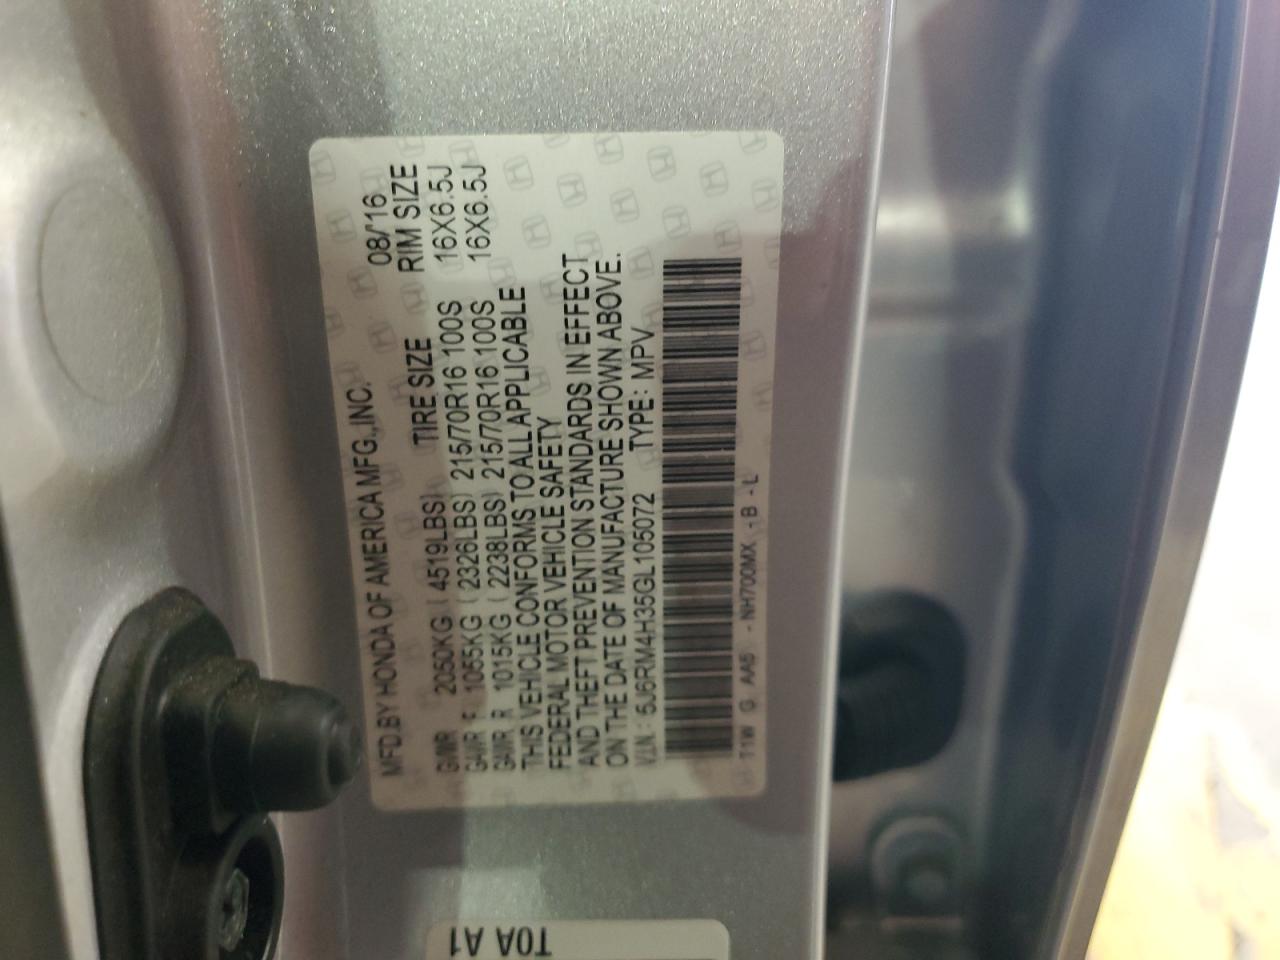 MFD.BY HONDA OF AMERICA MFG.,INC. 08/'16
GVWR 2050KG ( 4519LBS) TIRE SIZE RIM SIZE
GAWR F 1055KG ( 2326LBS) 215/70R16 100S 16X6.5J
GAWR R 1015KG ( 2238LBS) 215/70R16 100S 16X6.5J
THIS VEHICLE CONFORMS TO ALL APPLICABLE
FEDERAL MOTOR VEHICLE SAFETY
AND THEFT PREVENTION STANDARDS IN EFFECT
ON THE DATE OF MANUFACTURE SHOWN ABOVE.
V.I.N.: 5J6RM4H35GL105072 TYPE: MPV
T1W G AA5 - NH700MX - B - L
T0A A1